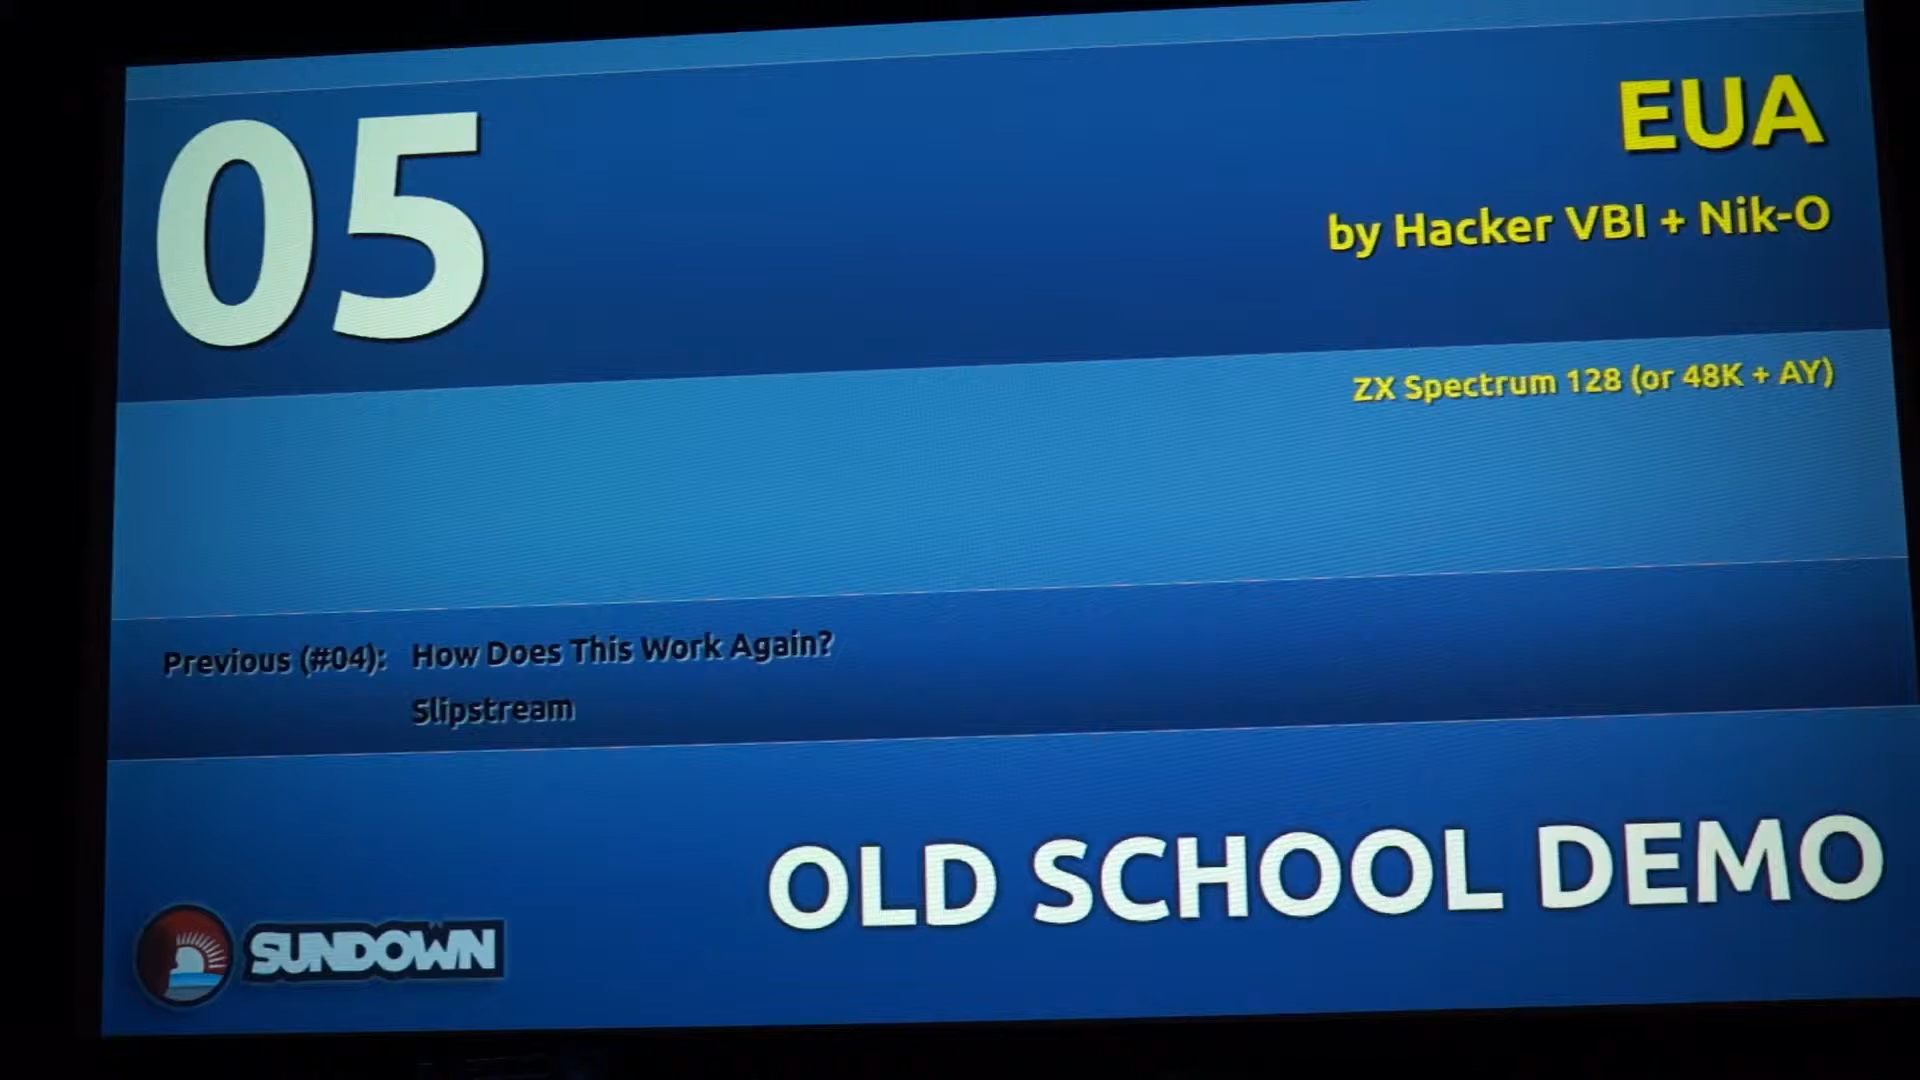 05
EUA
by Hacker VBI + Nik-O
ZX Spectrum 128 (or 48K + AY)
Previous (#04): How Does This Work Again?
Slipstream
OLD SCHOOL DEMO
SUNDOWN